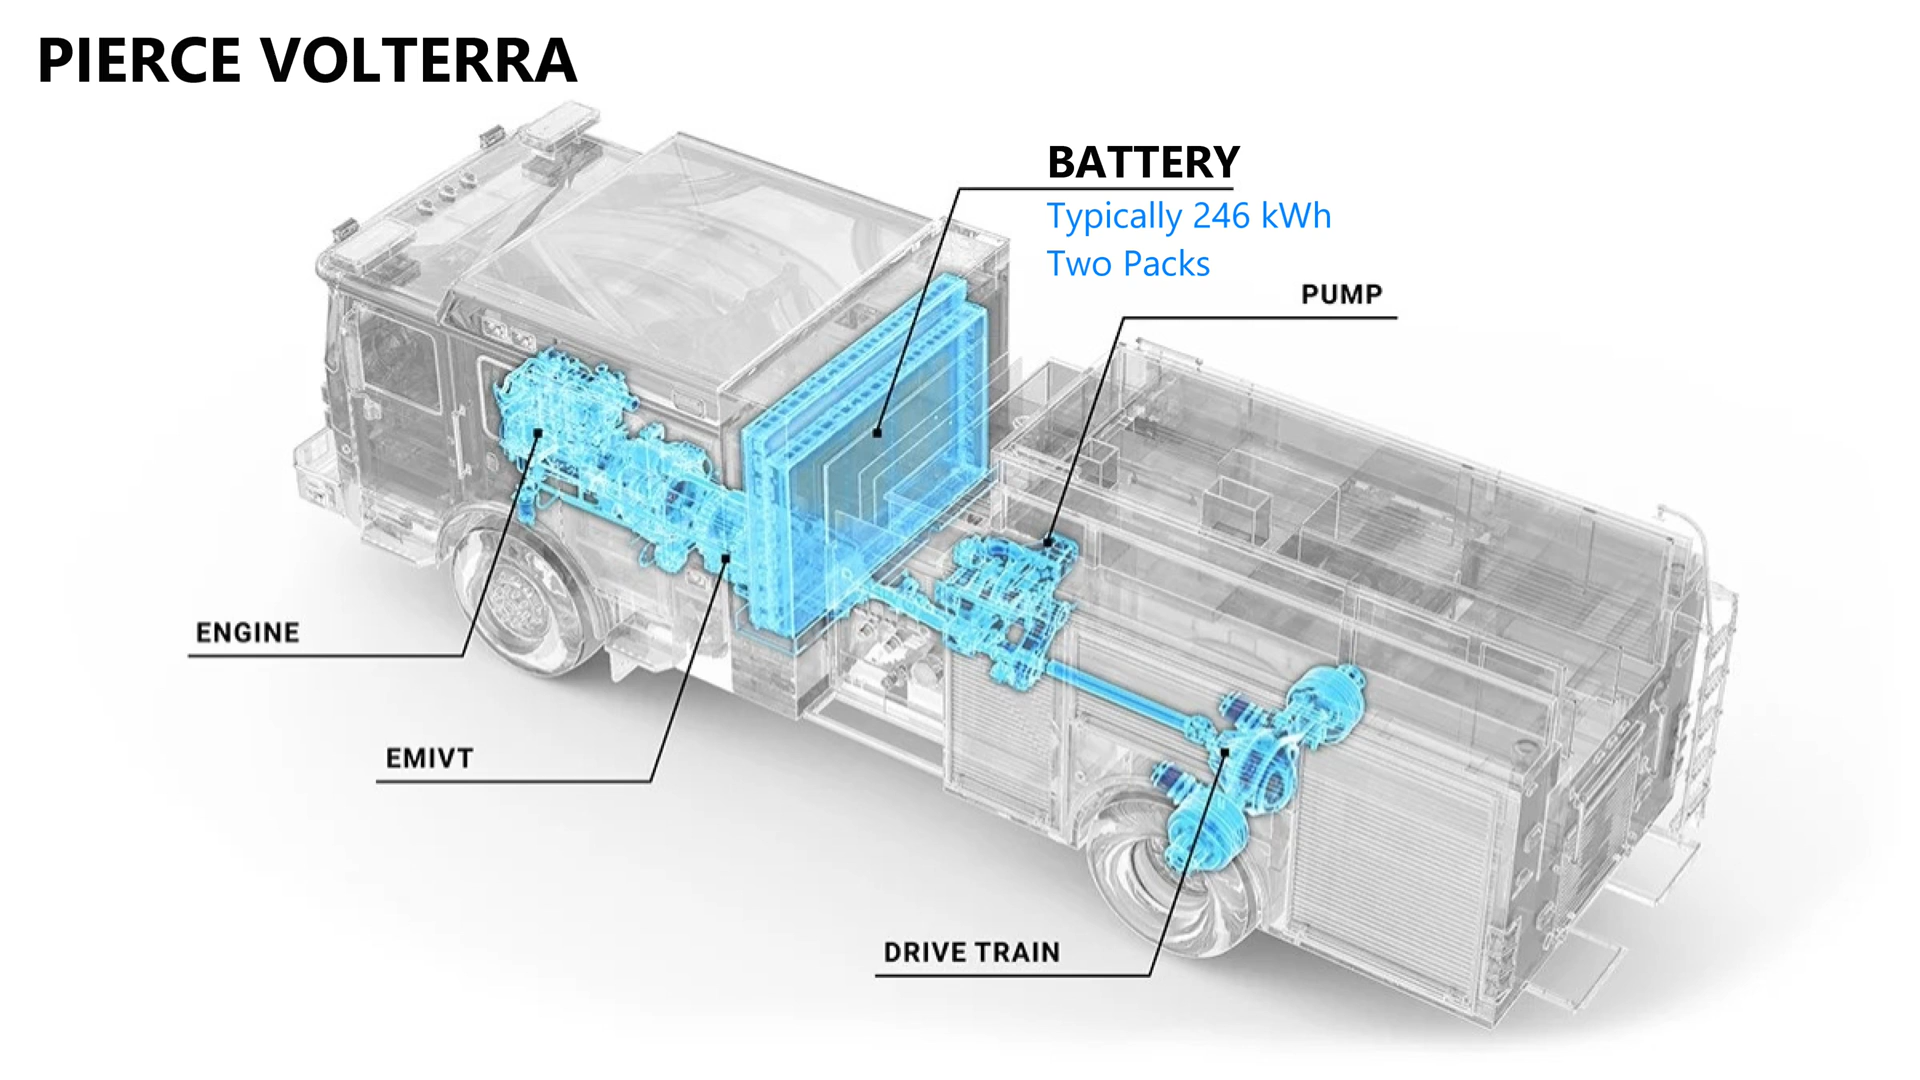 PIERCE VOLTERRA
BATTERY
Typically 246 kWh
Two Packs
PUMP
ENGINE
EMIVT
DRIVE TRAIN